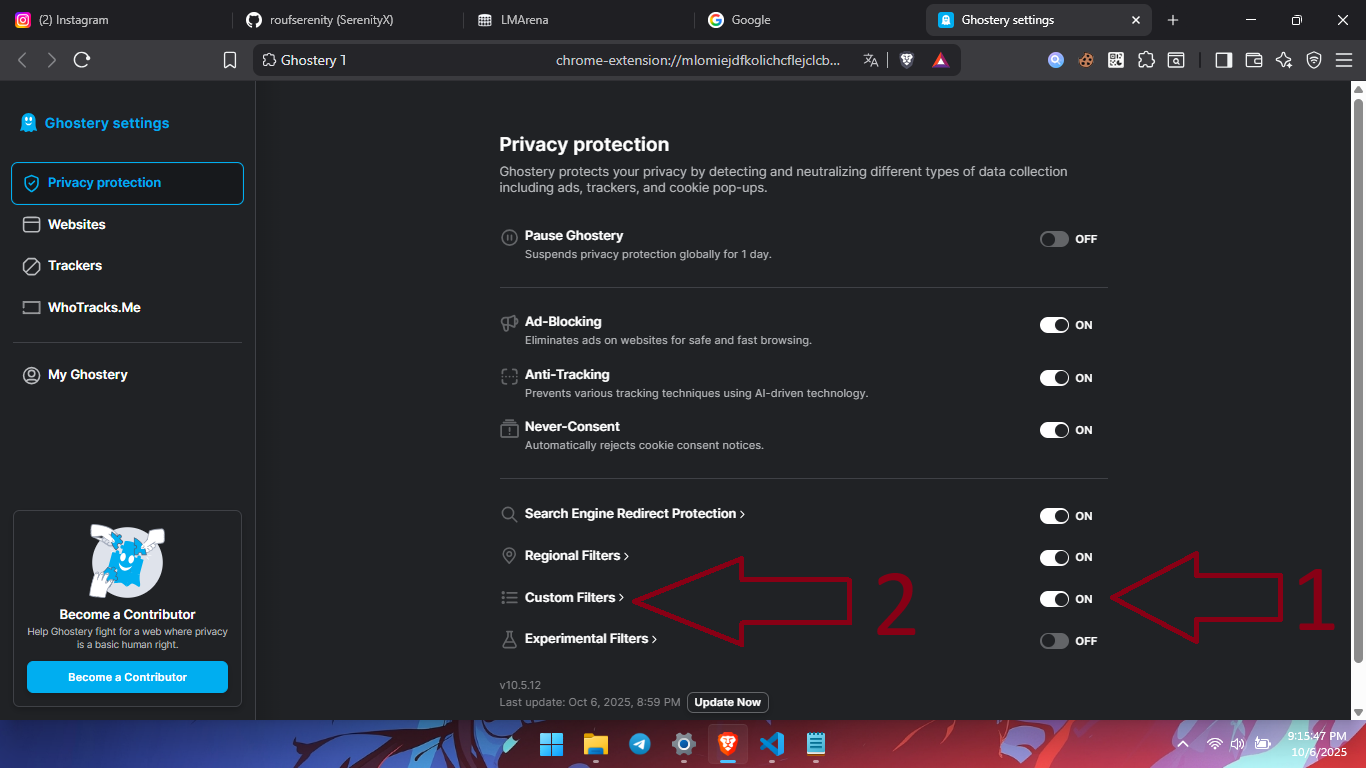 (2) Instagram
roufserenity (SerenityX)
LMArena
Google
Ghostery settings
Ghostery 1
chrome-extension://mlomiejdfkolichcflejclcb...
Ghostery settings
Privacy protection
Websites
Trackers
WhoTracks.Me
My Ghostery
Become a Contributor
Help Ghostery fight for a web where privacy
is a basic human right.
Become a Contributor
Privacy protection
Ghostery protects your privacy by detecting and neutralizing different types of data collection
including ads, trackers, and cookie pop-ups.
Pause Ghostery
OFF
Suspends privacy protection globally for 1 day.
Ad-Blocking
ON
Eliminates ads on websites for safe and fast browsing.
Anti-Tracking
ON
Prevents various tracking techniques using AI-driven technology.
Never-Consent
ON
Automatically rejects cookie consent notices.
Search Engine Redirect Protection >
ON
Regional Filters >
ON
Custom Filters >
2
ON
1
Experimental Filters >
OFF
v10.5.12
Last update: Oct 6, 2025, 8:59 PM
Update Now
9:15:47 PM
10/6/2025